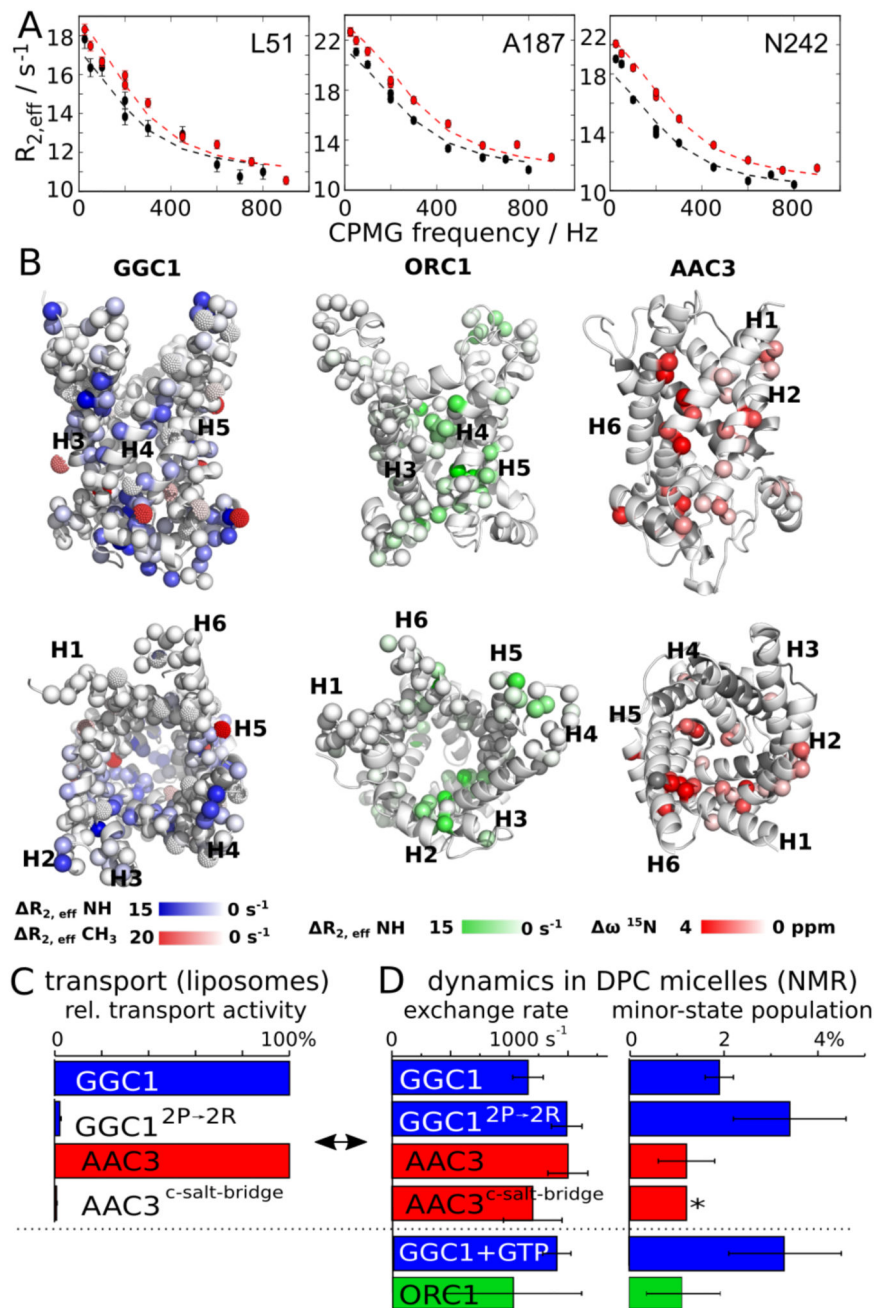 A
L51
A187
N242
R2,eff / s-1
18
16
14
12
10
22
18
14
10
22
18
14
10
0 400 800
0 400 800
0 400 800
CPMG frequency / Hz
B
GGC1 ORC1 AAC3
H3 H4 H5
H3 H4 H5
H1 H2 H6
H1 H6 H5 H2 H3 H4
H6 H1 H5 H4 H3 H2
H4 H3 H5 H2 H6 H1
ΔR2, eff NH 15 0 s-1
ΔR2, eff CH3 20 0 s-1
ΔR2, eff NH 15 0 s-1
Δω 15N 4 0 ppm
C transport (liposomes)
rel. transport activity
0 100%
GGC1
GGC1 2P→2R
AAC3
AAC3 c-salt-bridge
D dynamics in DPC micelles (NMR)
exchange rate minor-state population
0 1000 s-1
0 2 4%
GGC1
GGC1 2P→2R
AAC3
AAC3 c-salt-bridge
*
GGC1+GTP
ORC1